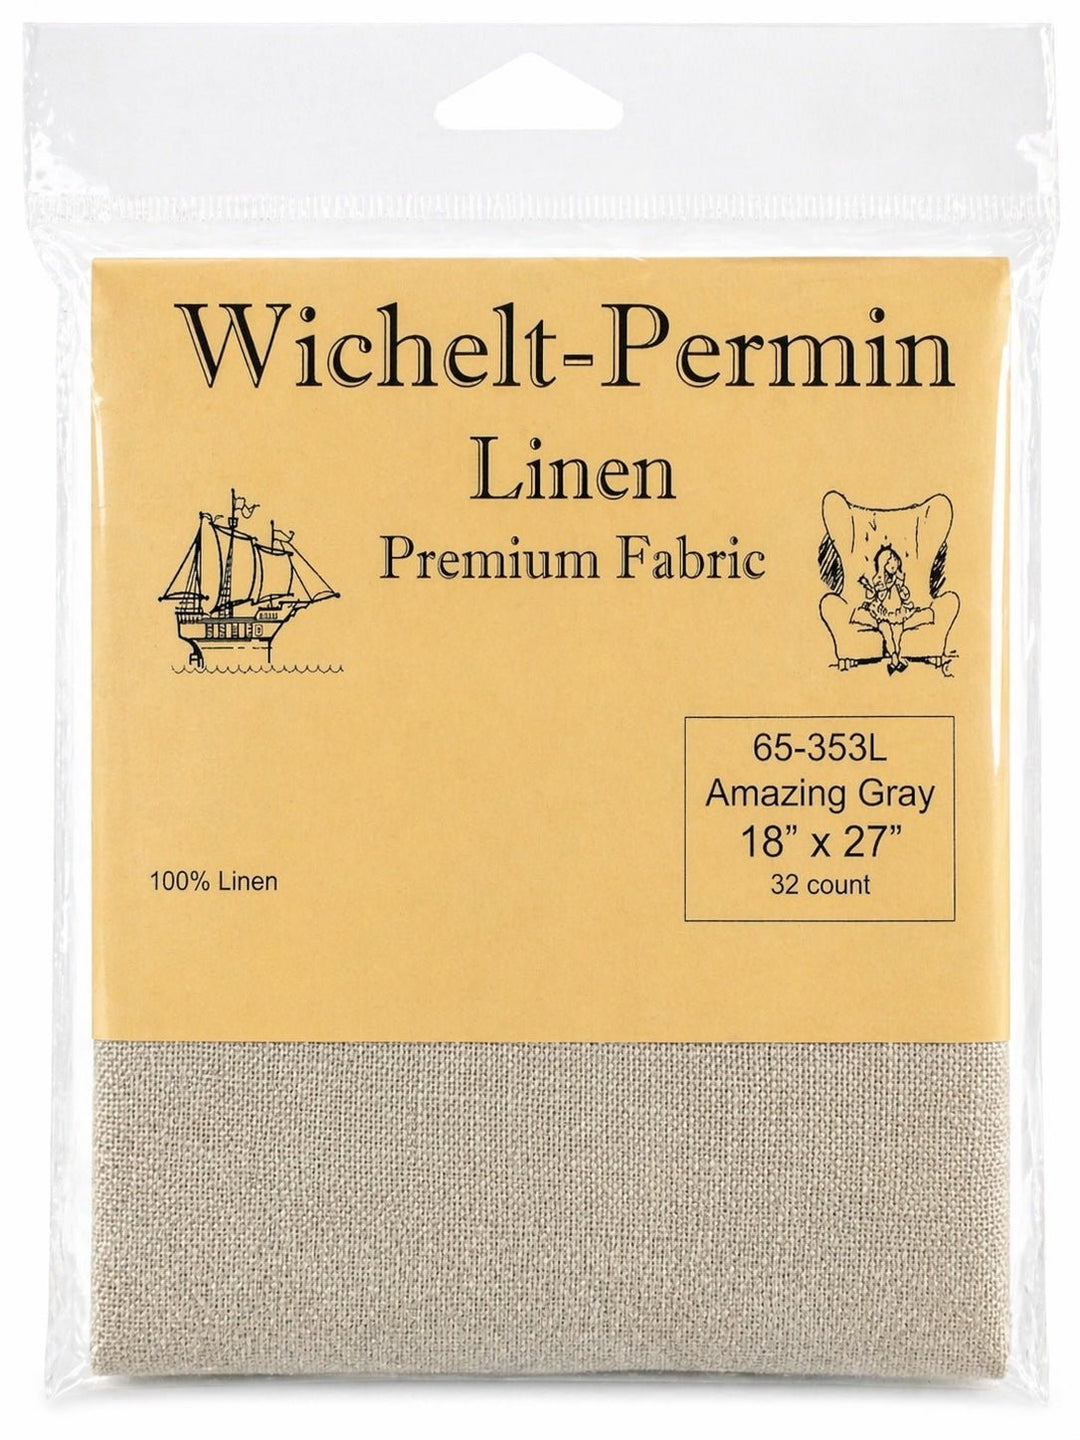 Wichelt-Permin
Linen
Premium Fabric
65-353L
Amazing Gray
18” x 27”
32 count
100% Linen